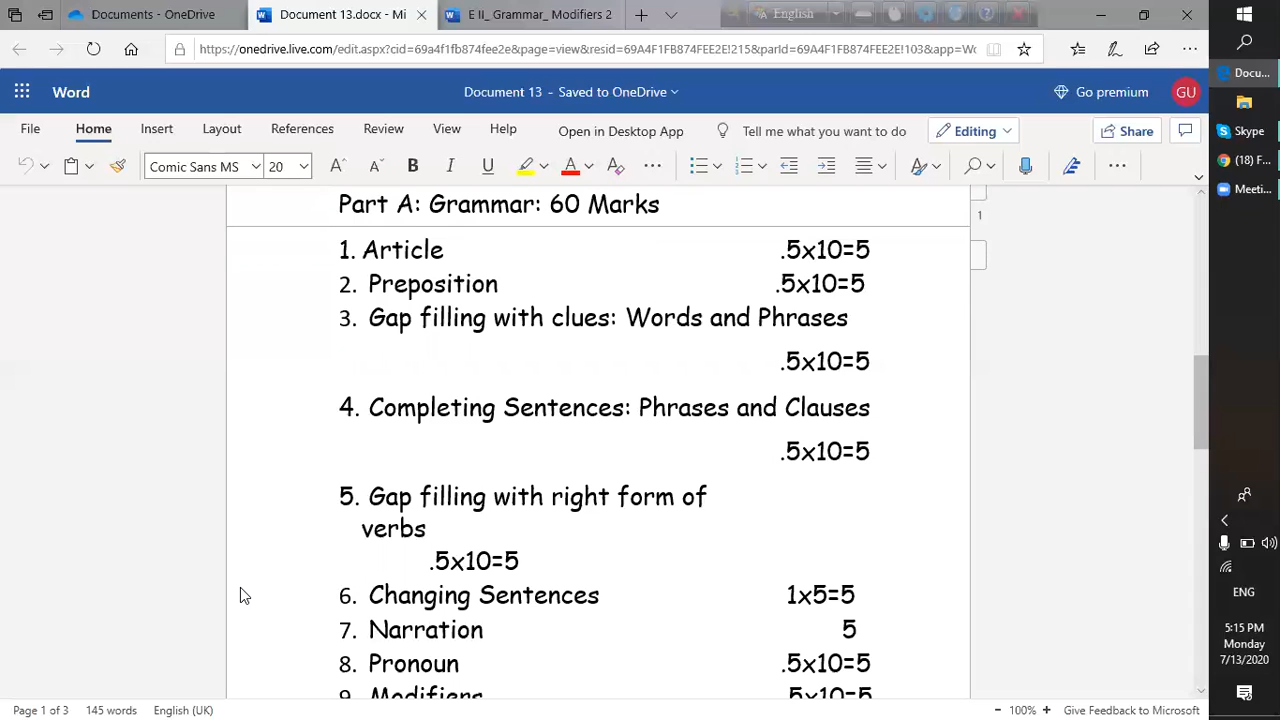 Documents - OneDrive
Document 13.docx - Mi
E II_ Grammar_ Modifiers 2
English
https://onedrive.live.com/edit.aspx?cid=69a4f1fb874fee2e&page=view&resid=69A4F1FB874FEE2E!215&parId=69A4F1FB874FEE2E!103&app=Wo
Word
Document 13 - Saved to OneDrive
Go premium
GU
File Home Insert Layout References Review View Help Open in Desktop App Tell me what you want to do Editing Share
Comic Sans MS 20
Part A: Grammar: 60 Marks
1
1. Article .5x10=5
2. Preposition .5x10=5
3. Gap filling with clues: Words and Phrases
.5x10=5
4. Completing Sentences: Phrases and Clauses
.5x10=5
5. Gap filling with right form of
verbs
.5x10=5
6. Changing Sentences 1x5=5
7. Narration 5
8. Pronoun .5x10=5
9. Modifiers .5x10=5
Page 1 of 3 145 words English (UK)
100% Give Feedback to Microsoft
Docu...
Skype
(18) F...
Meeti...
ENG
5:15 PM
Monday
7/13/2020